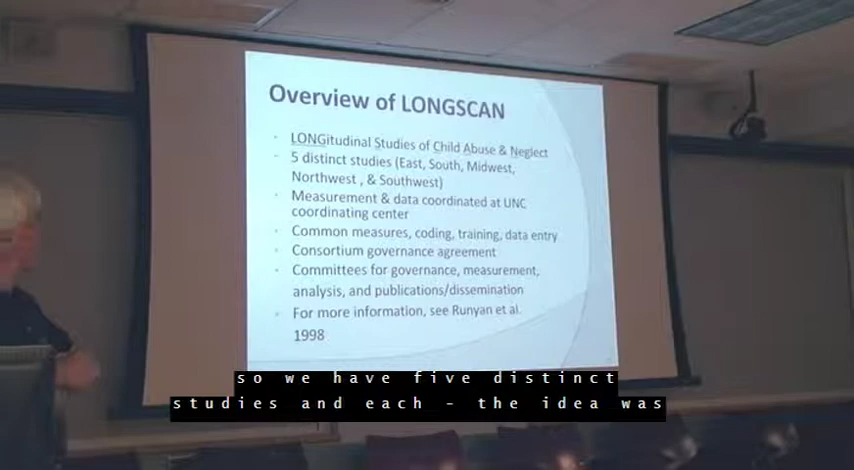 Overview of LONGSCAN
LONGitudinal Studies of Child Abuse & Neglect
5 distinct studies (East, South, Midwest,
Northwest , & Southwest)
Measurement & data coordinated at UNC
coordinating center
Common measures, coding, training, data entry
Consortium governance agreement
Committees for governance, measurement,
analysis, and publications/dissemination
For more information, see Runyan et al.
1998
so we have five distinct
studies and each - the idea was